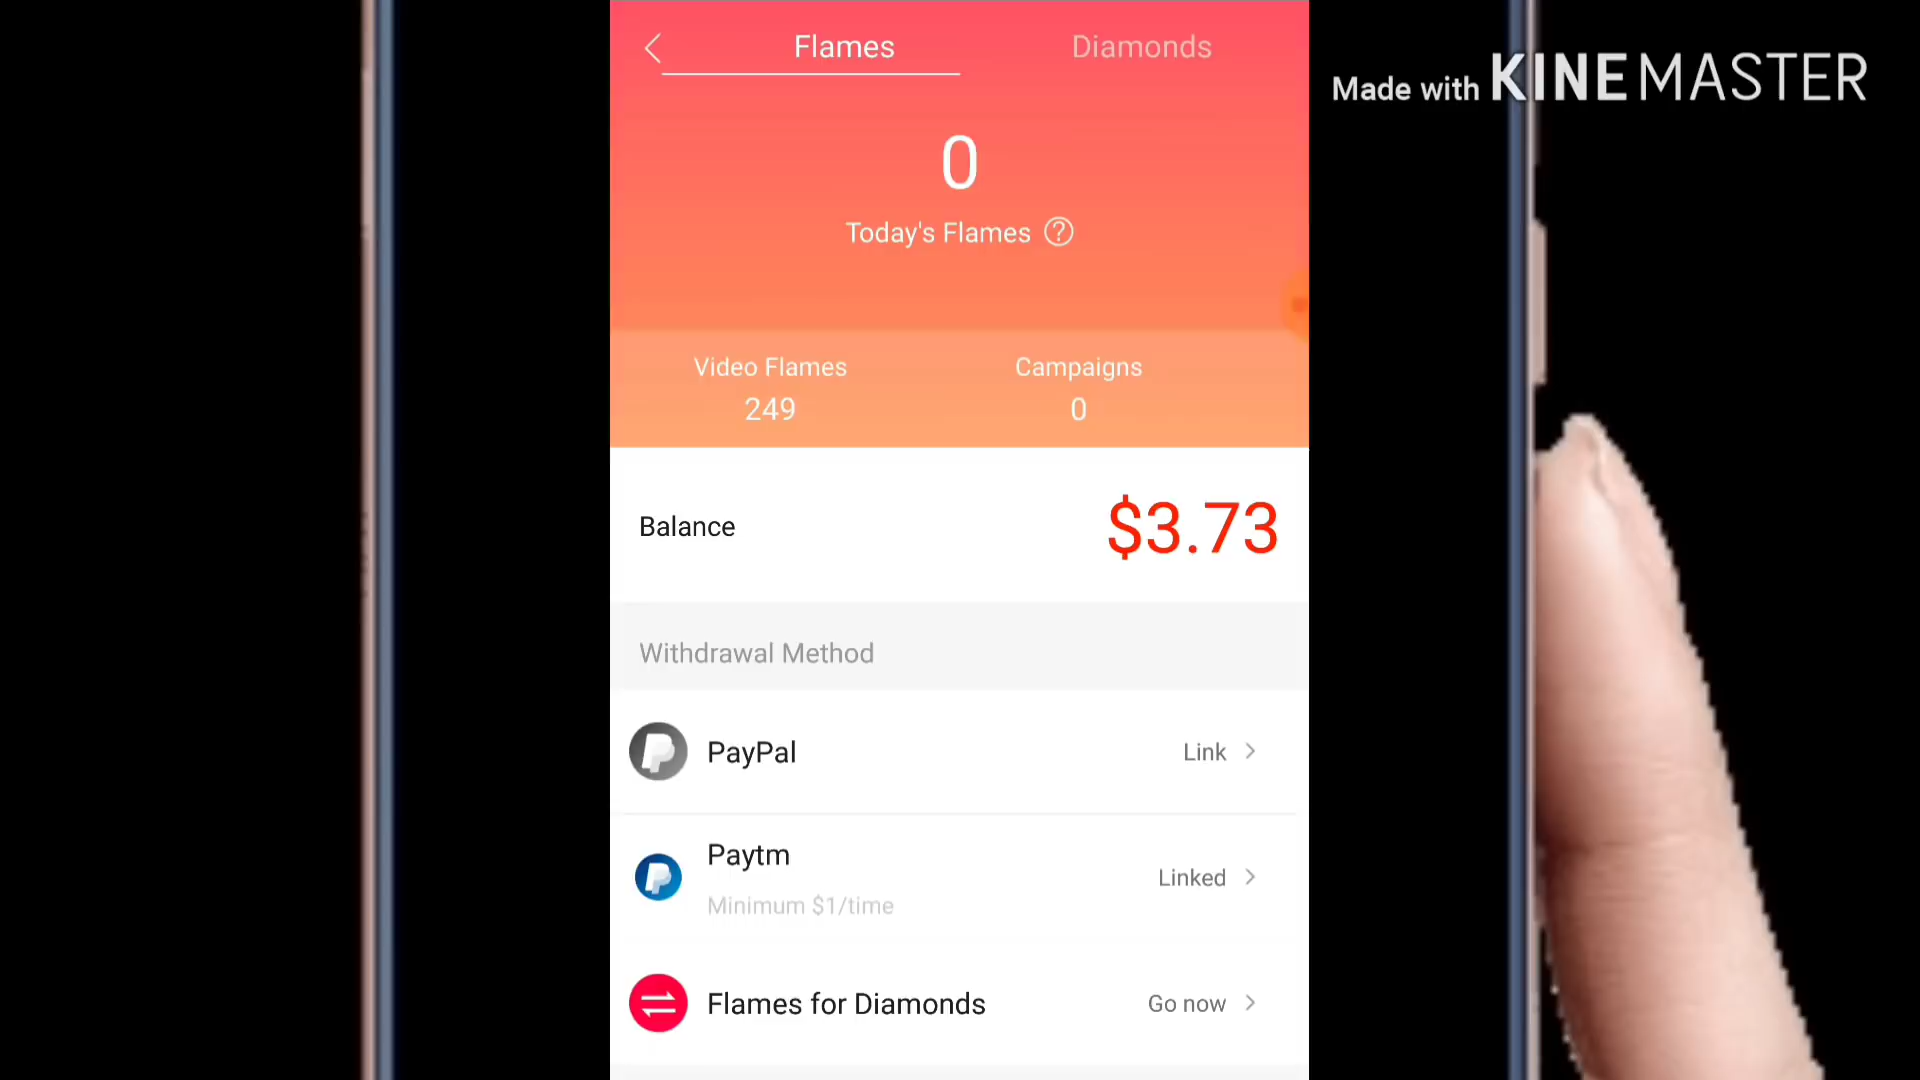 Flames
Diamonds
Made with KINEMASTER
0
Today's Flames ?
Video Flames
Campaigns
249
0
Balance
$3.73
Withdrawal Method
PayPal
Link
Paytm
Minimum $1/time
Linked
Flames for Diamonds
Go now